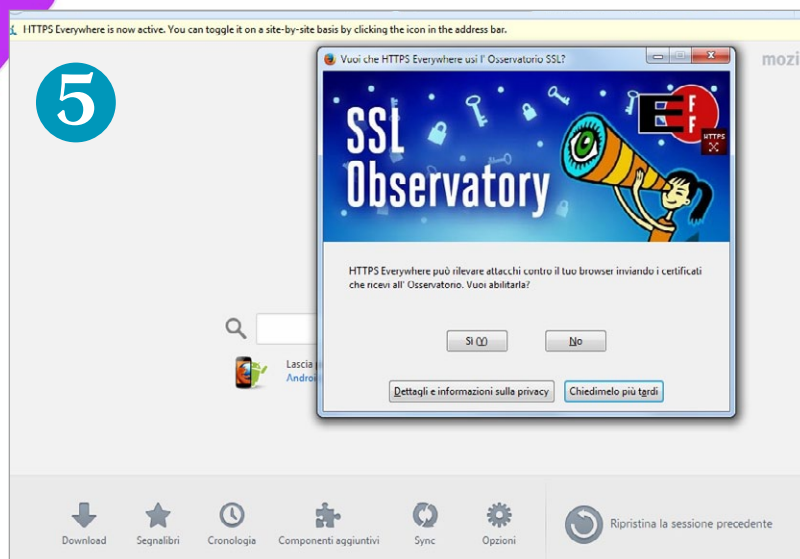 HTTPS Everywhere is now active. You can toggle it on a site-by-site basis by clicking the icon in the address bar.
5
Vuoi che HTTPS Everywhere usi l' Osservatorio SSL?
SSL
Observatory
EFF
HTTPS
HTTPS Everywhere può rilevare attacchi contro il tuo browser inviando i certificati
che ricevi all' Osservatorio. Vuoi abilitarla?
Sì (Y)
No
Dettagli e informazioni sulla privacy
Chiedimelo più tardi
Lascia
Download
Segnalibri
Cronologia
Componenti aggiuntivi
Sync
Opzioni
Ripristina la sessione precedente